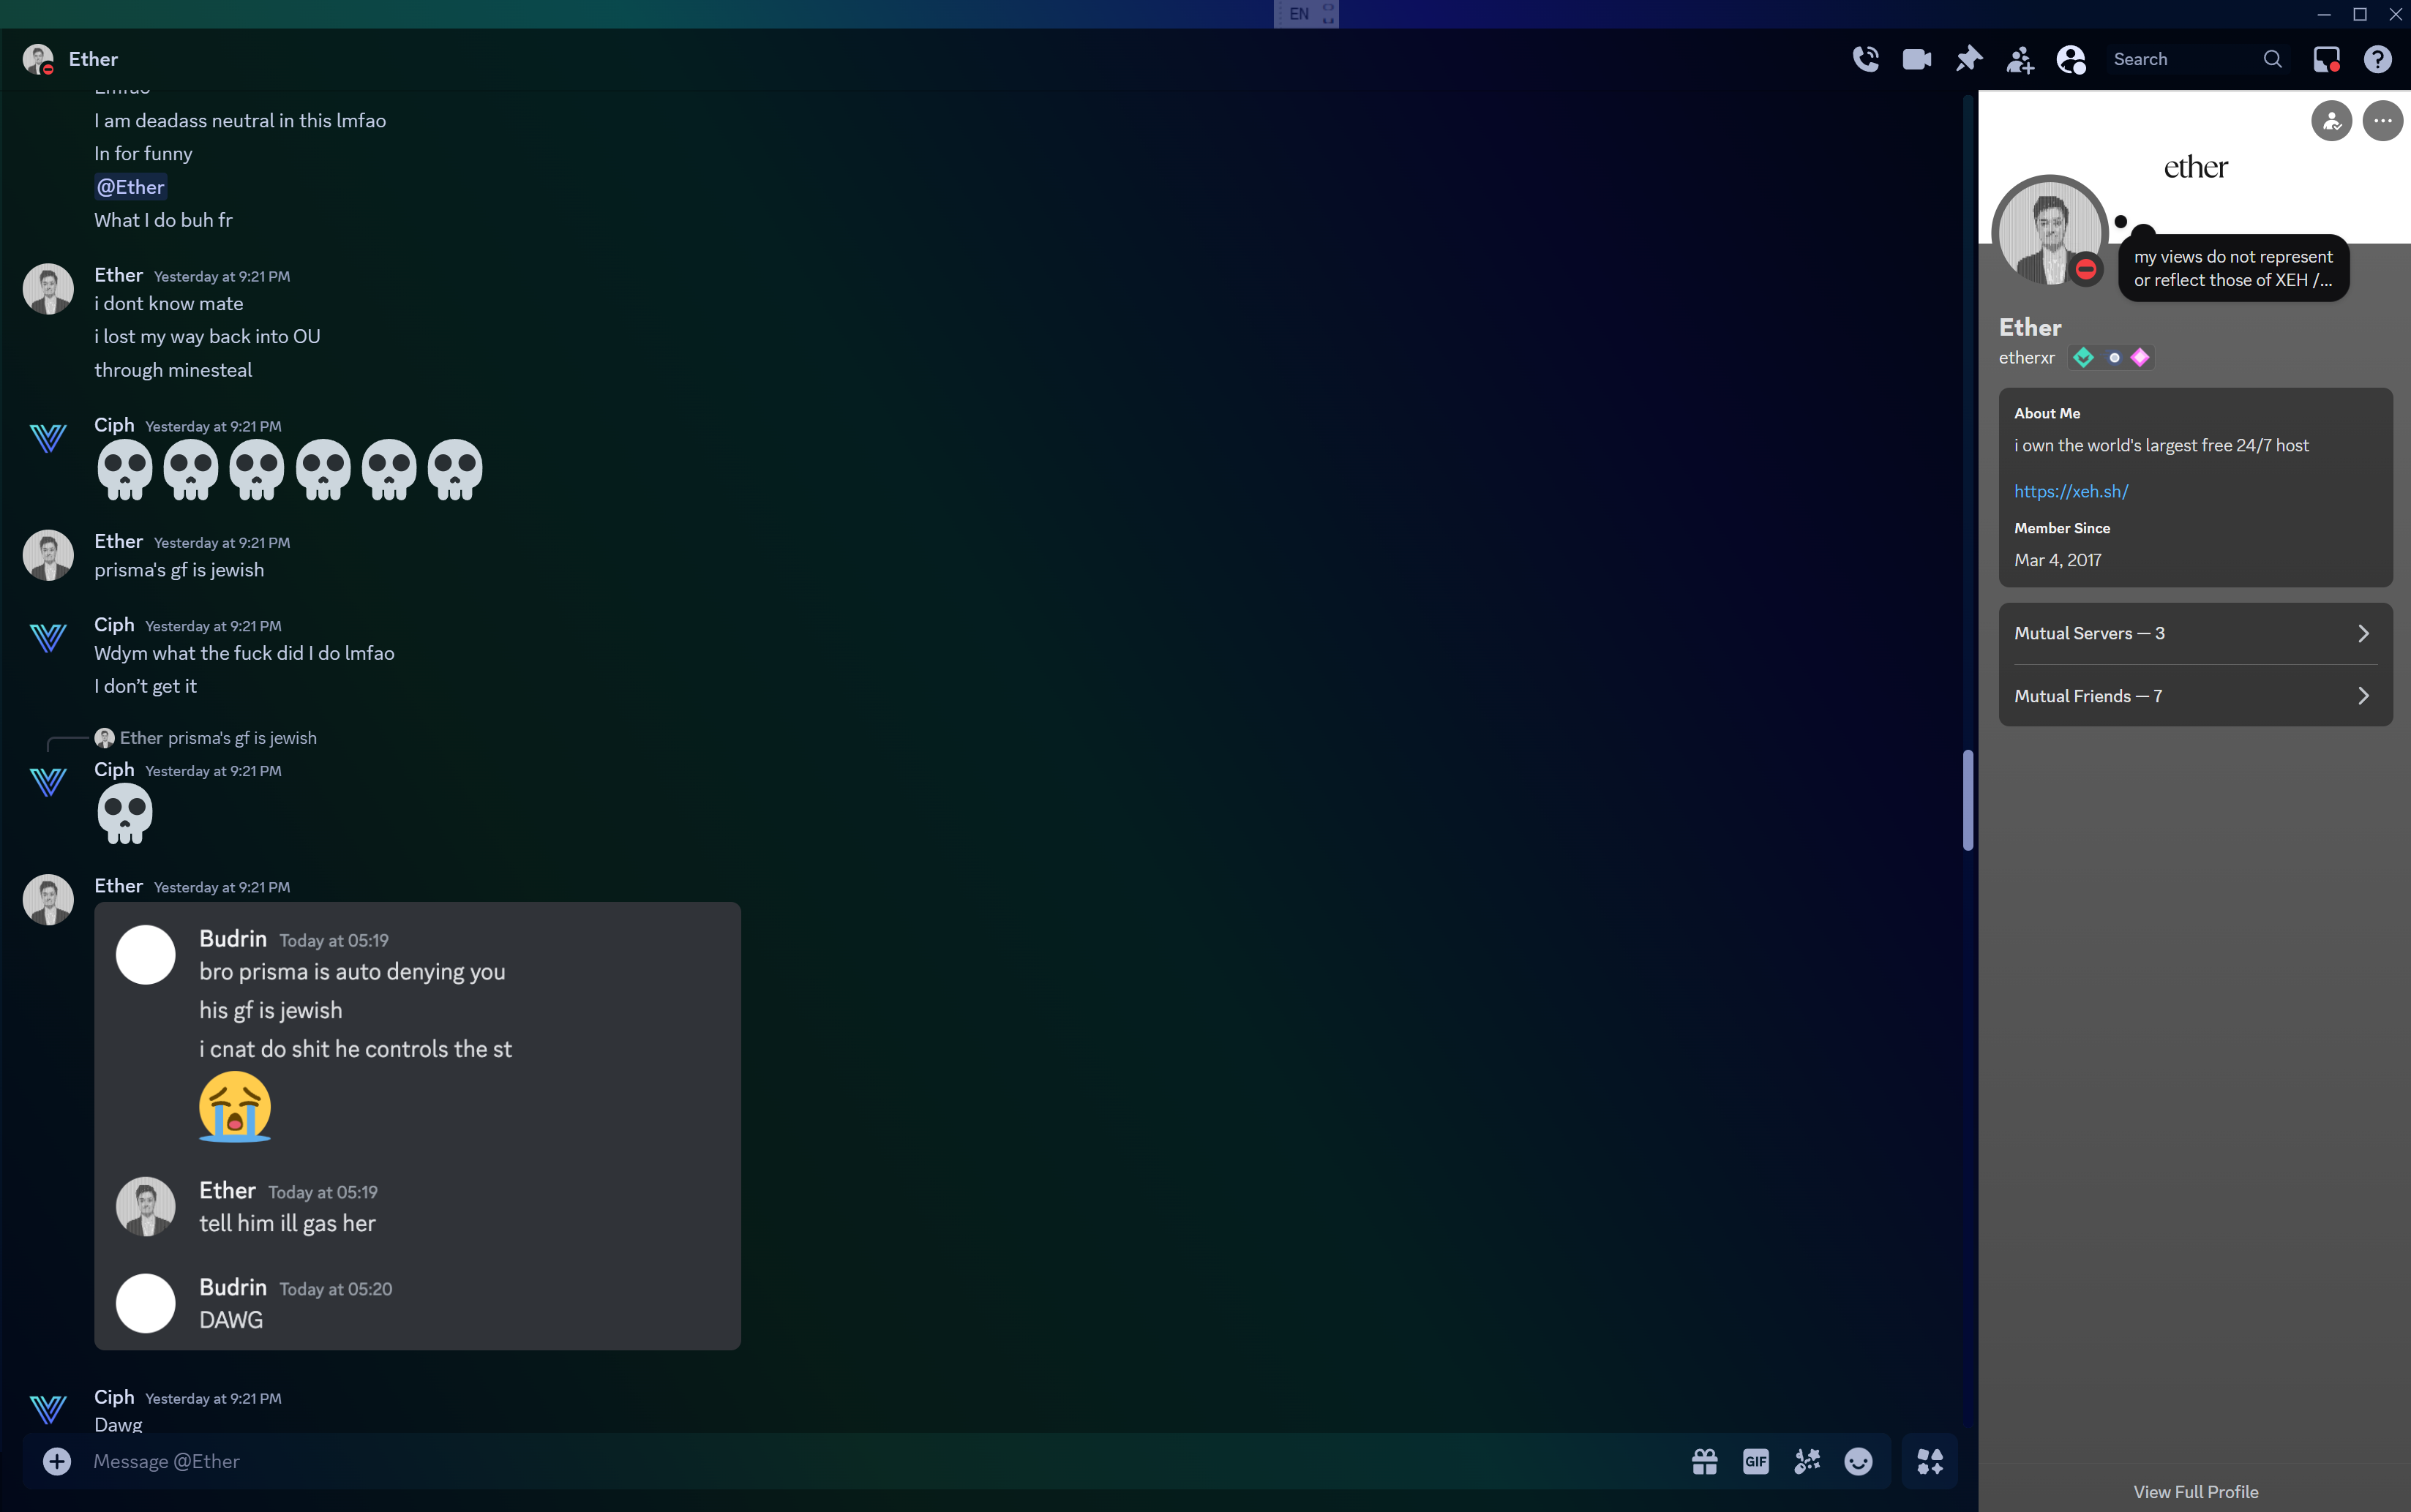 EN
Ether
Search
Lmfao
I am deadass neutral in this lmfao
In for funny
@Ether
What I do buh fr
Ether Yesterday at 9:21 PM
i dont know mate
i lost my way back into OU
through minesteal
Ciph Yesterday at 9:21 PM
Ether Yesterday at 9:21 PM
prisma's gf is jewish
Ciph Yesterday at 9:21 PM
Wdym what the fuck did I do lmfao
I don't get it
Ether prisma's gf is jewish
Ciph Yesterday at 9:21 PM
Ether Yesterday at 9:21 PM
Budrin Today at 05:19
bro prisma is auto denying you
his gf is jewish
i cnat do shit he controls the st
Ether Today at 05:19
tell him ill gas her
Budrin Today at 05:20
DAWG
Ciph Yesterday at 9:21 PM
Dawg
Message @Ether
GIF
ether
my views do not represent
or reflect those of XEH /...
Ether
etherxr
About Me
i own the world's largest free 24/7 host
https://xeh.sh/
Member Since
Mar 4, 2017
Mutual Servers — 3
Mutual Friends — 7
View Full Profile